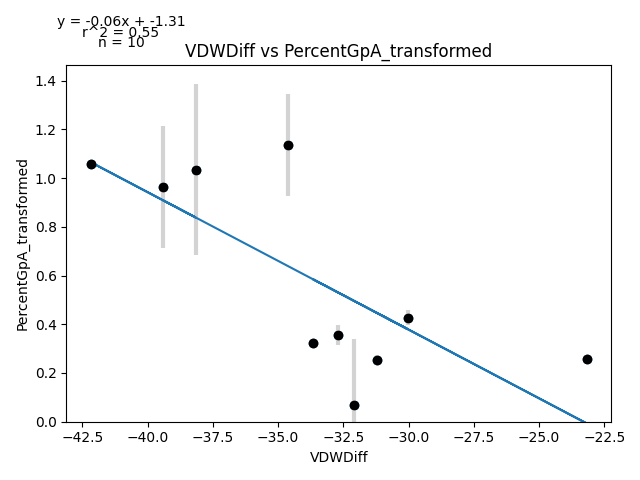 y = -0.06x + -1.31
r^2 = 0.55
n = 10
VDWDiff vs PercentGpA_transformed
PercentGpA_transformed
1.4
1.2
1.0
0.8
0.6
0.4
0.2
0.0
−42.5 −40.0 −37.5 −35.0 −32.5 −30.0 −27.5 −25.0 −22.5
VDWDiff